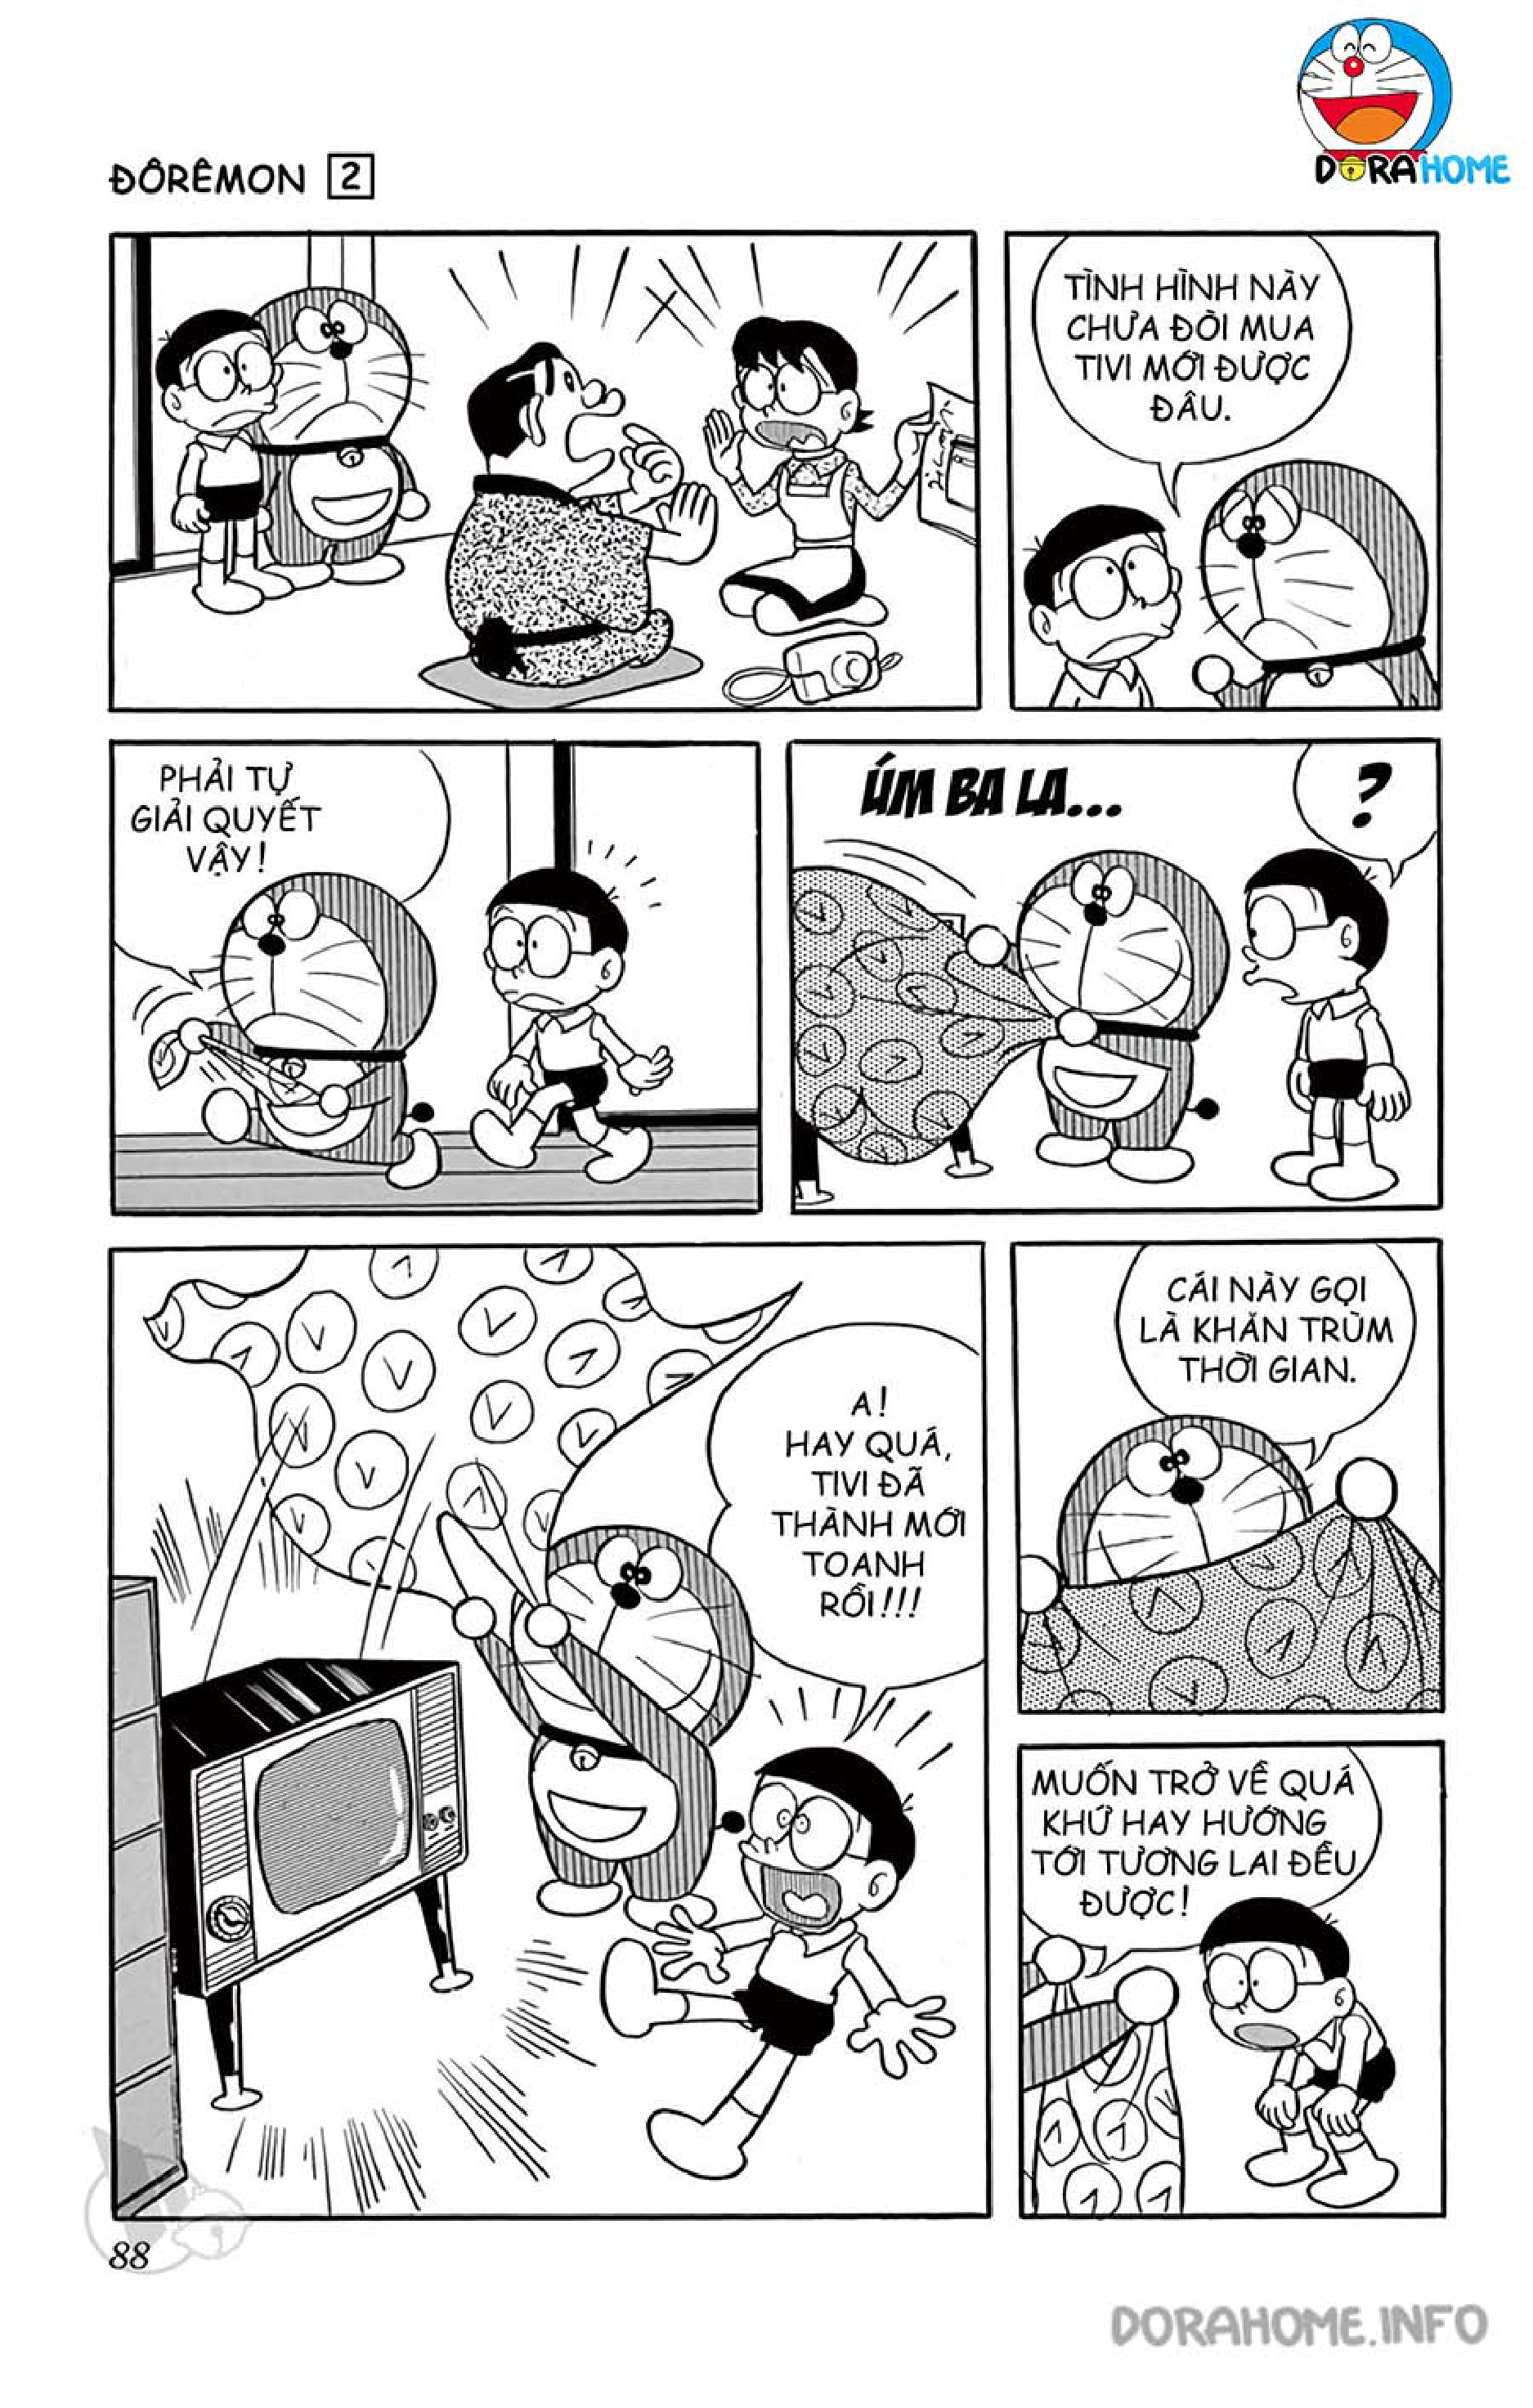 DORAHOME
ĐÔRÊMON 2
TÌNH HÌNH NÀY
CHƯA ĐÒI MUA
TIVI MỚI ĐƯỢC
ĐÂU.
PHẢI TỰ
GIẢI QUYẾT
VẬY!
ÚM BA LA...
?
A!
HAY QUÁ,
TIVI ĐÃ
THÀNH MỚI
TOANH
RỒI!!!
CÁI NÀY GỌI
LÀ KHĂN TRÙM
THỜI GIAN.
MUỐN TRỞ VỀ QUÁ
KHỨ HAY HƯỚNG
TỚI TƯƠNG LAI ĐỀU
ĐƯỢC!
88
DORAHOME.INFO